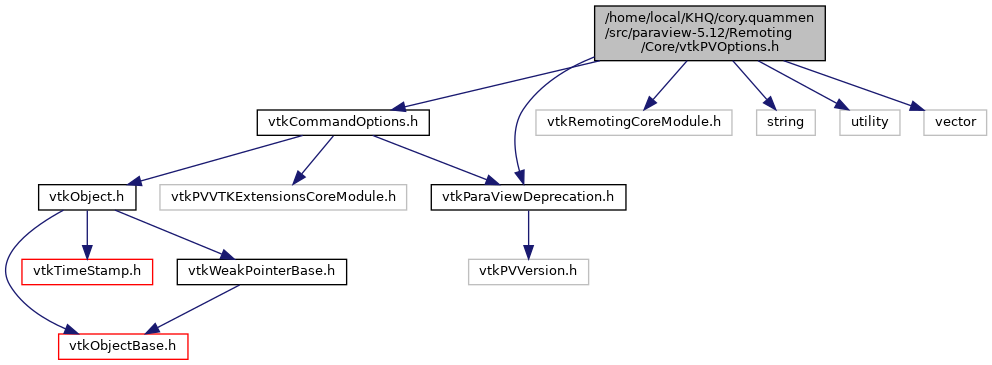 /home/local/KHQ/cory.quammen
/src/paraview-5.12/Remoting
/Core/vtkPVOptions.h
vtkCommandOptions.h
vtkRemotingCoreModule.h
string
utility
vector
vtkObject.h
vtkPVVTKExtensionsCoreModule.h
vtkParaViewDeprecation.h
vtkTimeStamp.h
vtkWeakPointerBase.h
vtkPVVersion.h
vtkObjectBase.h